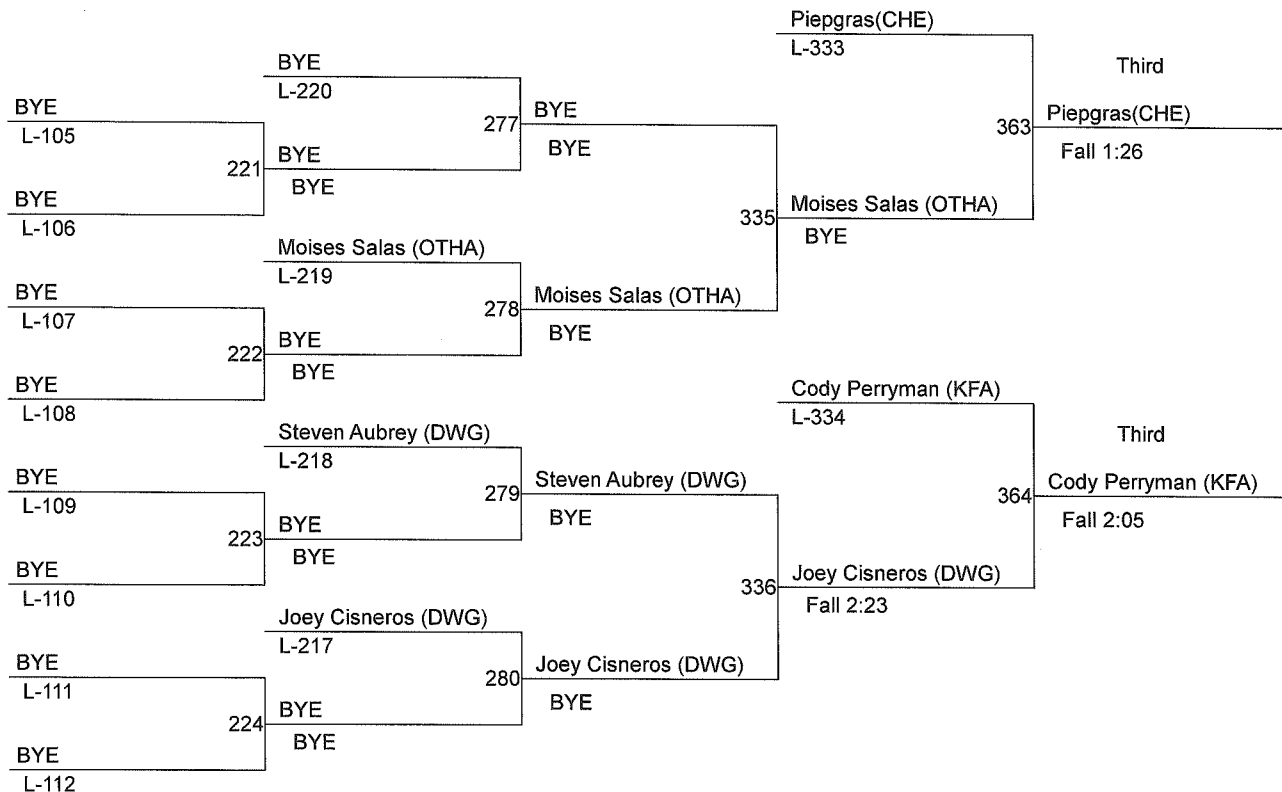 Piepgras(CHE)
L-333
Third
BYE
L-220
BYE
L-105
277
BYE
BYE
363
Piepgras(CHE)
Fall 1:26
221
BYE
BYE
BYE
L-106
335
Moises Salas (OTHA)
BYE
Moises Salas (OTHA)
L-219
BYE
L-107
278
Moises Salas (OTHA)
BYE
222
BYE
BYE
BYE
L-108
Cody Perryman (KFA)
L-334
Third
Steven Aubrey (DWG)
L-218
BYE
L-109
279
Steven Aubrey (DWG)
BYE
364
Cody Perryman (KFA)
Fall 2:05
223
BYE
BYE
BYE
L-110
336
Joey Cisneros (DWG)
Fall 2:23
Joey Cisneros (DWG)
L-217
BYE
L-111
280
Joey Cisneros (DWG)
BYE
224
BYE
BYE
BYE
L-112